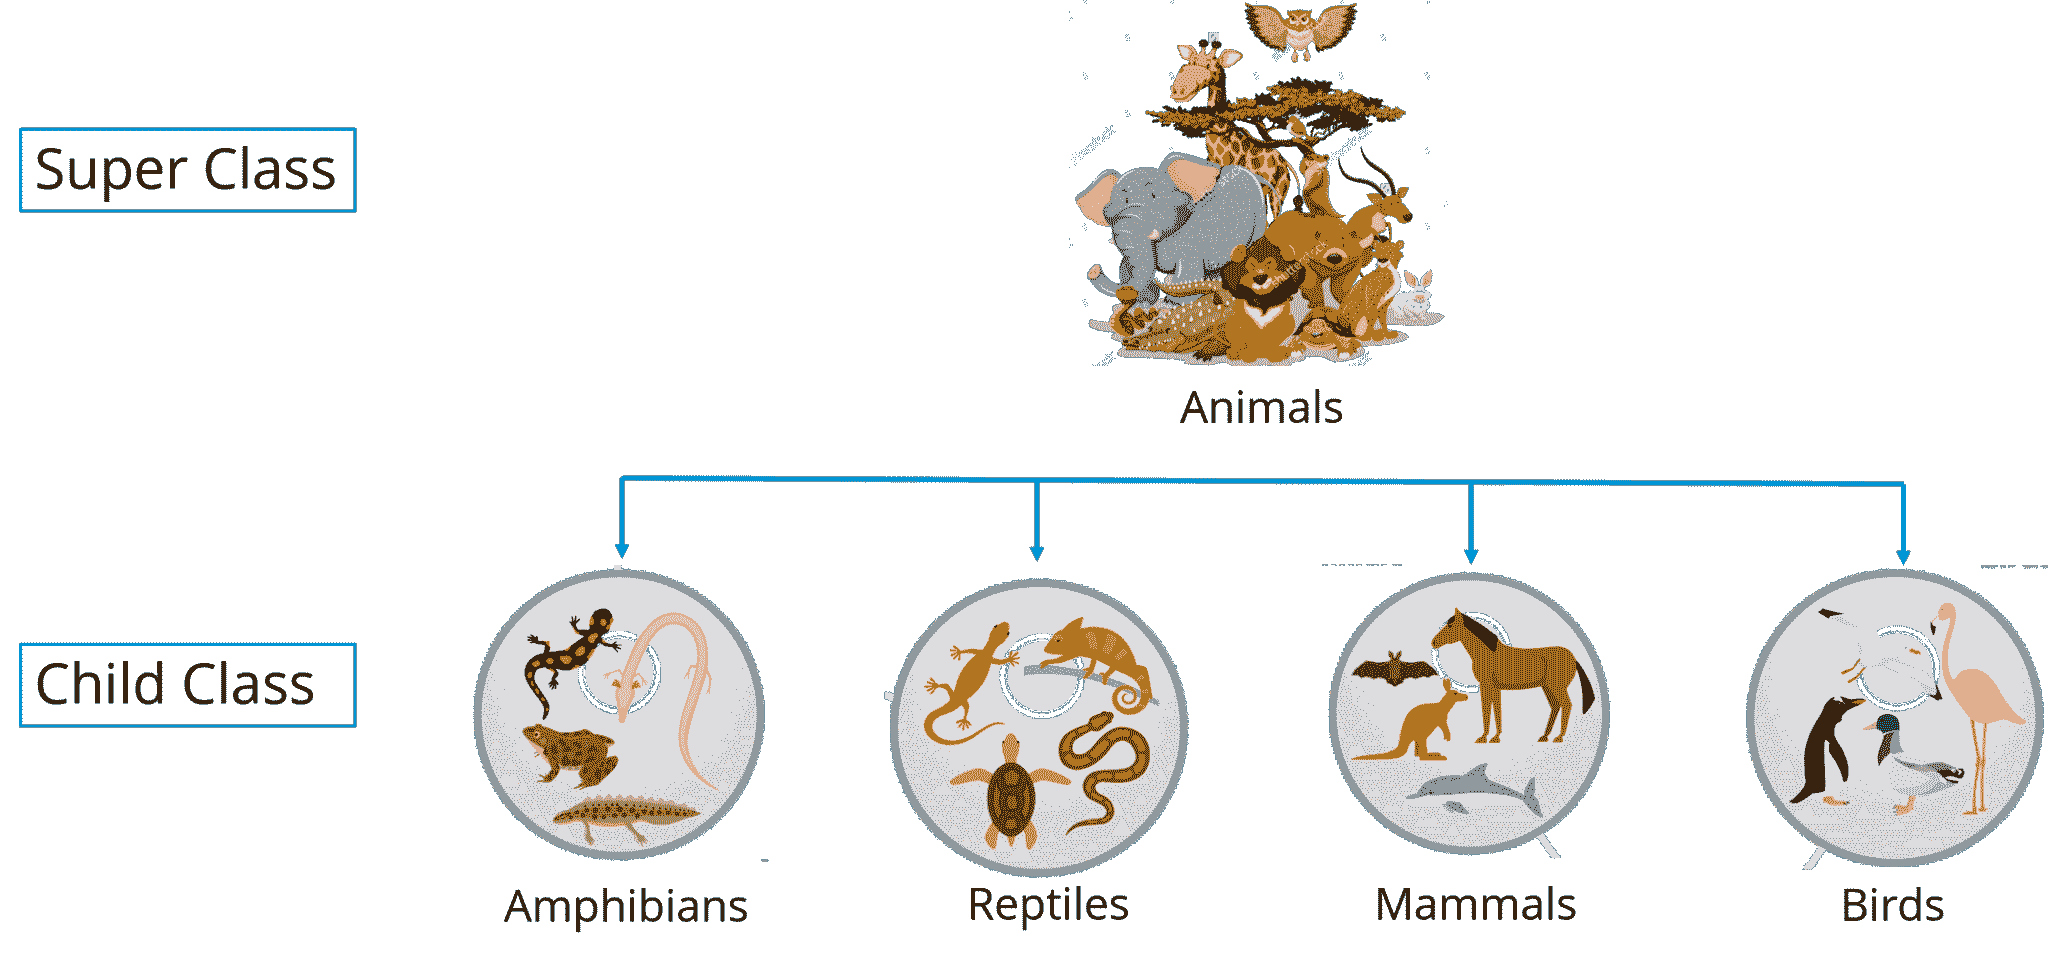 Super Class
Animals
Child Class
Amphibians
Reptiles
Mammals
Birds